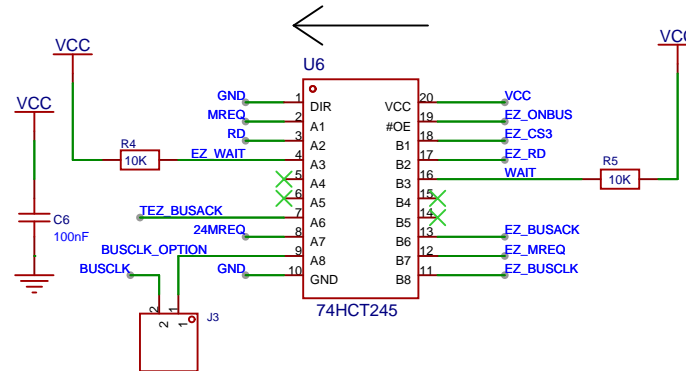 VCC
VCC
U6
GND 1 DIR VCC 20 VCC
MREQ 2 A1 #OE 19 EZ_ONBUS
RD 3 A2 B1 18 EZ_CS3
R4 10K EZ_WAIT 4 A3 B2 17 EZ_RD
5 A4 B3 16 WAIT R5 10K
6 A5 B4 15
TEZ_BUSACK 7 A6 B5 14
24MREQ 8 A7 B6 13 EZ_BUSACK
BUSCLK_OPTION 9 A8 B7 12 EZ_MREQ
BUSCLK GND 10 GND B8 11 EZ_BUSCLK
VCC
C6
100nF
74HCT245
2 1
2 1
J3